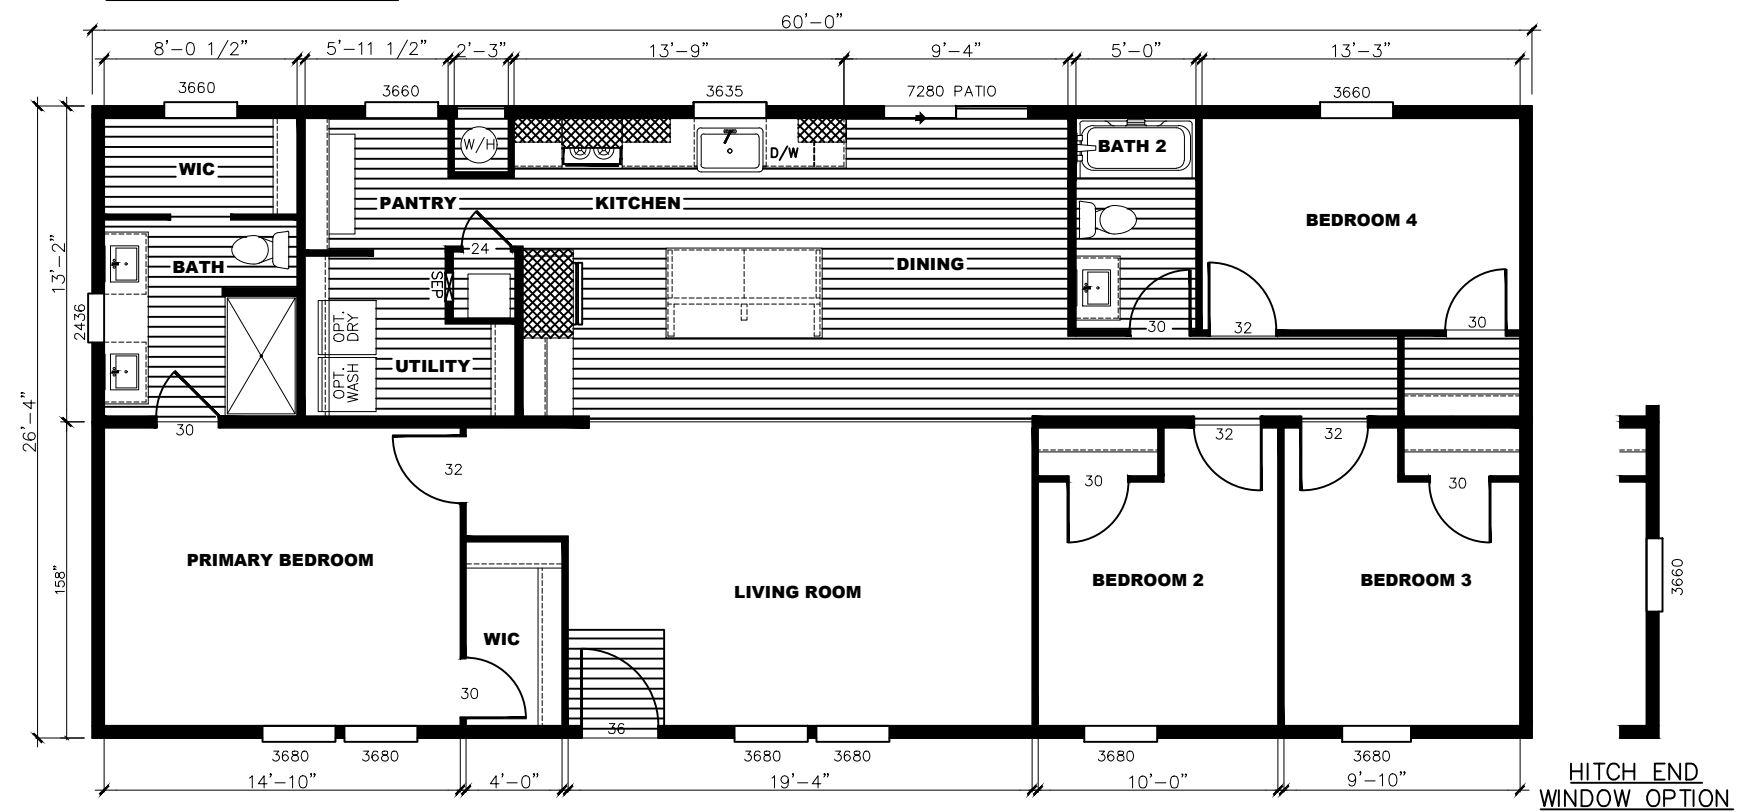 60'-0"
8'-0 1/2"
5'-11 1/2"
2'-3"
13'-9"
9'-4"
5'-0"
13'-3"
3660
3660
3635
7280 PATIO
3660
W/H
D/W
BATH 2
WIC
PANTRY
KITCHEN
BEDROOM 4
24
13'-2"
BATH
DINING
SEP
2436
OPT.
DRY
30
32
30
UTILITY
OPT.
WASH
26'-4"
30
32
32
32
30
30
PRIMARY BEDROOM
158"
LIVING ROOM
BEDROOM 2
BEDROOM 3
3660
WIC
30
36
3680
3680
3680
3680
3680
3680
14'-10"
4'-0"
19'-4"
10'-0"
9'-10"
HITCH END
WINDOW OPTION